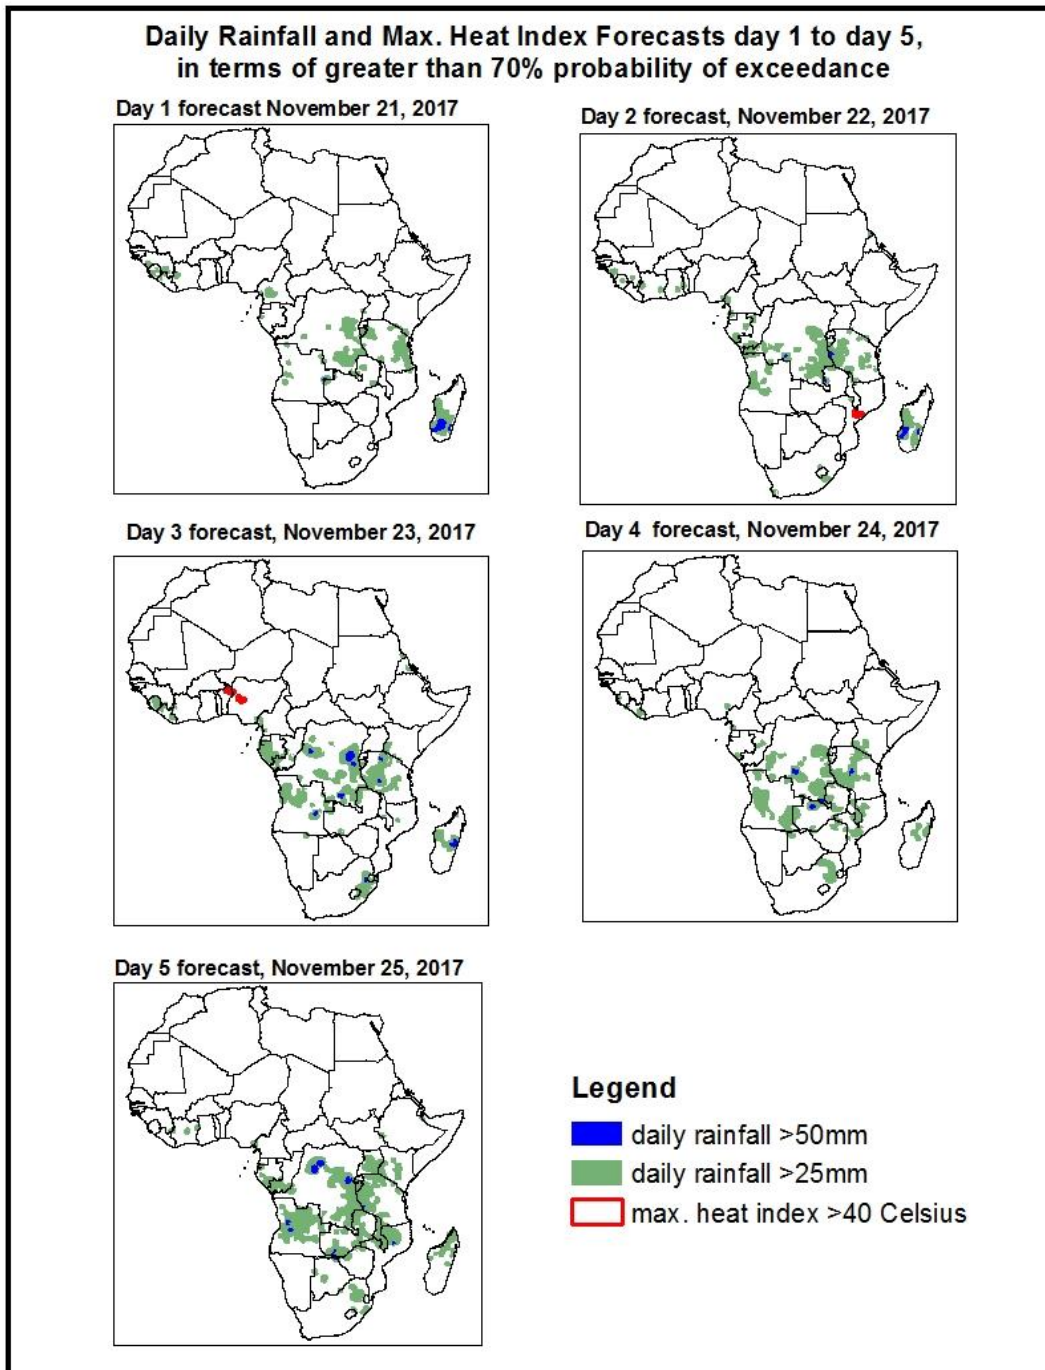 Daily Rainfall and Max. Heat Index Forecasts day 1 to day 5,
in terms of greater than 70% probability of exceedance
Day 1 forecast November 21, 2017
Day 2 forecast, November 22, 2017
Day 3 forecast, November 23, 2017
Day 4 forecast, November 24, 2017
Day 5 forecast, November 25, 2017
Legend
daily rainfall >50mm
daily rainfall >25mm
max. heat index >40 Celsius